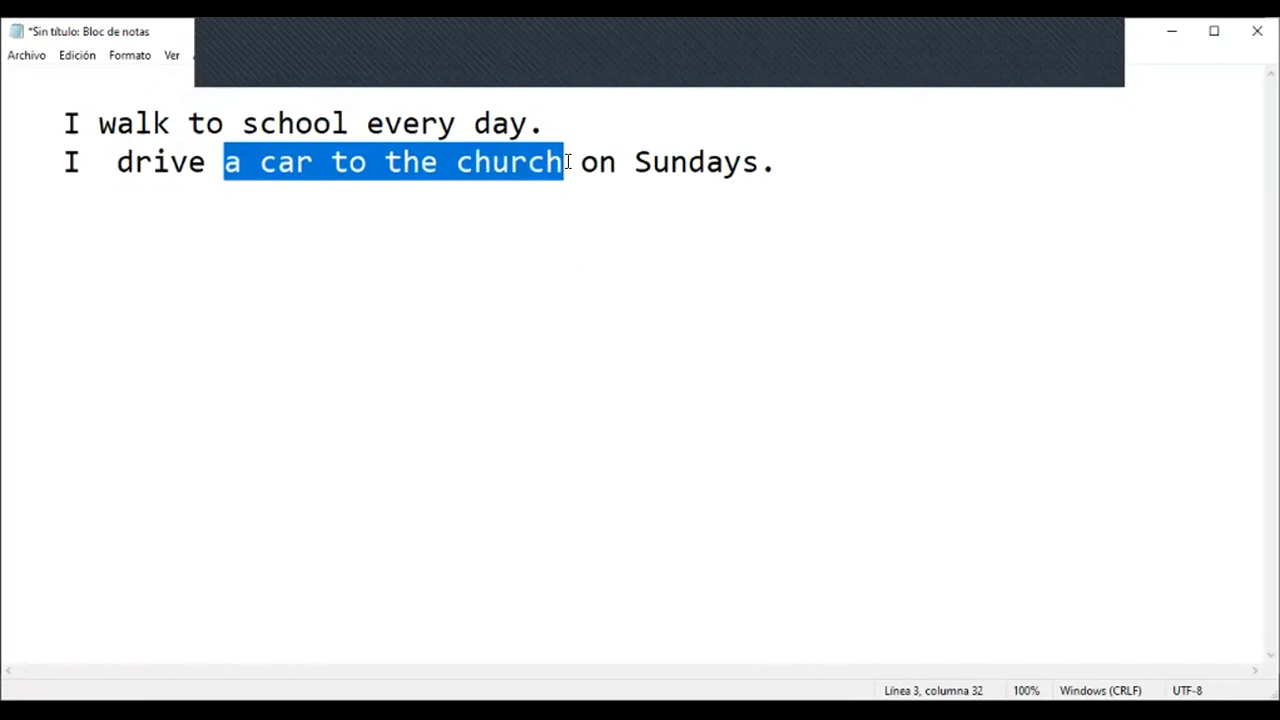 *Sin título: Bloc de notas
Archivo Edición Formato Ver
I walk to school every day.
I  drive a car to the church on Sundays.
Línea 3, columna 32 100% Windows (CRLF) UTF-8